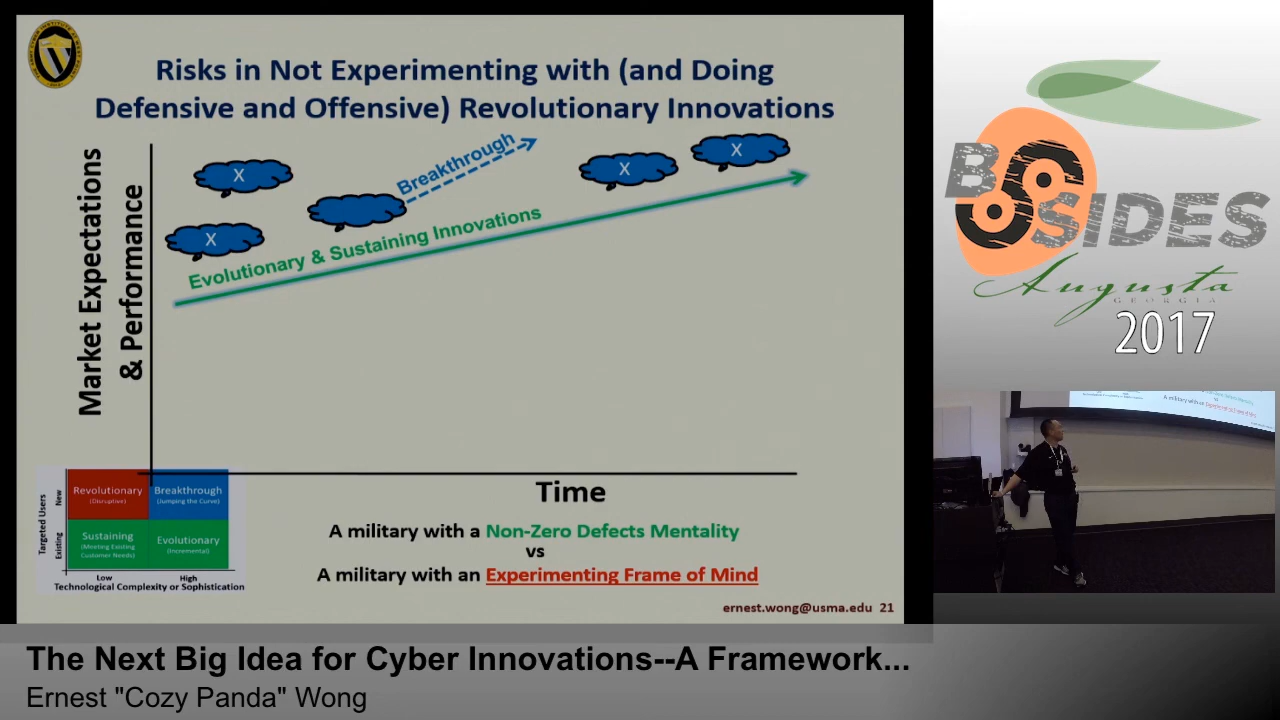 Risks in Not Experimenting with (and Doing
Defensive and Offensive) Revolutionary Innovations
Market Expectations
& Performance
X
X
X
X
Breakthrough
Evolutionary & Sustaining Innovations
Time
Targeted Users
New
Existing
Revolutionary
(Disruptive)
Breakthrough
(Jumping the Curve)
Sustaining
(Meeting Existing
Customer Needs)
Evolutionary
(Incremental)
Low
High
Technological Complexity or Sophistication
A military with a Non-Zero Defects Mentality
vs
A military with an Experimenting Frame of Mind
ernest.wong@usma.edu 21
BSIDES
Augusta
GEORGIA
2017
The Next Big Idea for Cyber Innovations--A Framework...
Ernest "Cozy Panda" Wong